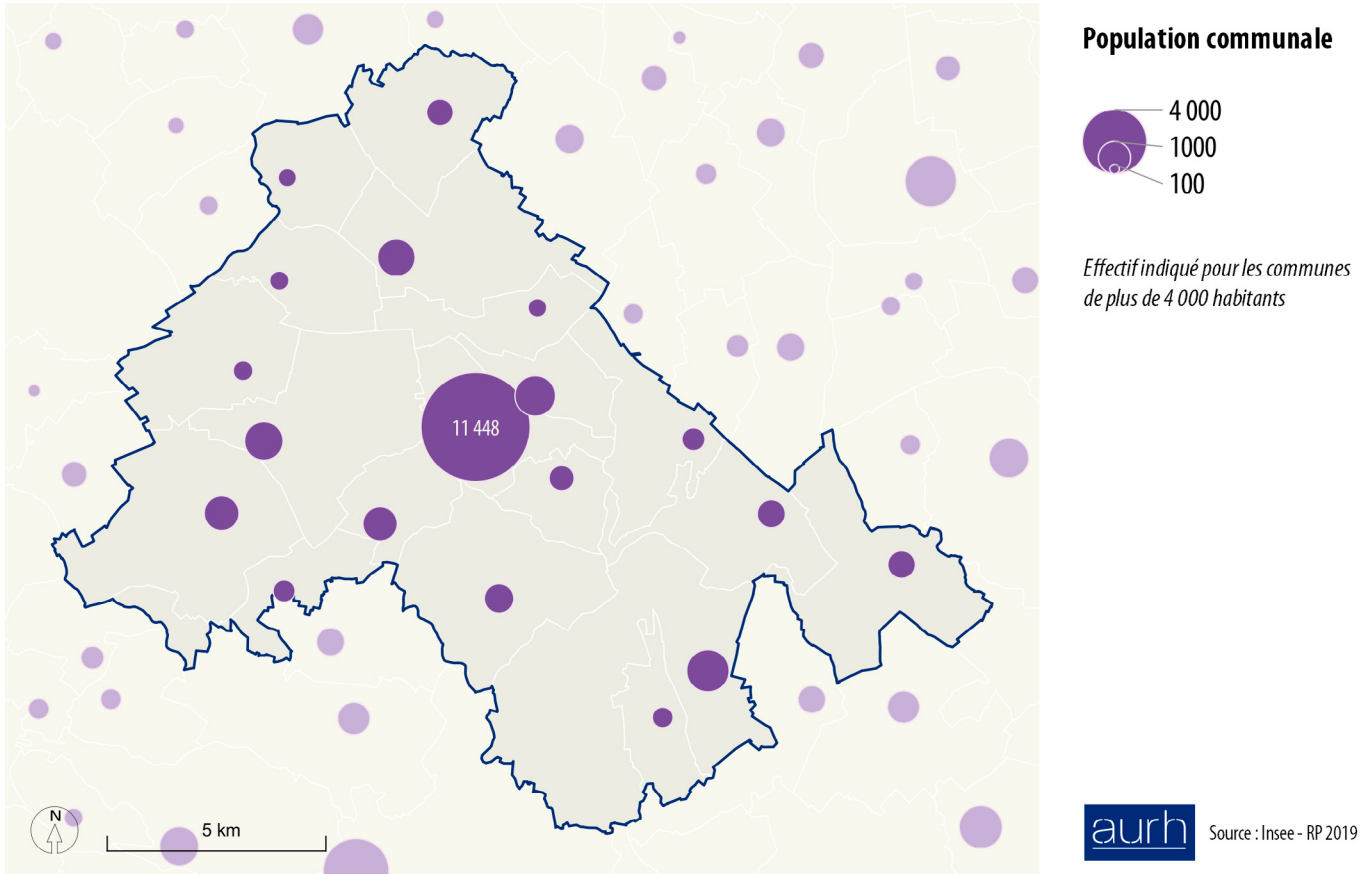 Population communale
4 000
1000
100
Effectif indiqué pour les communes
de plus de 4 000 habitants
11 448
N
5 km
aurh
Source : Insee - RP 2019